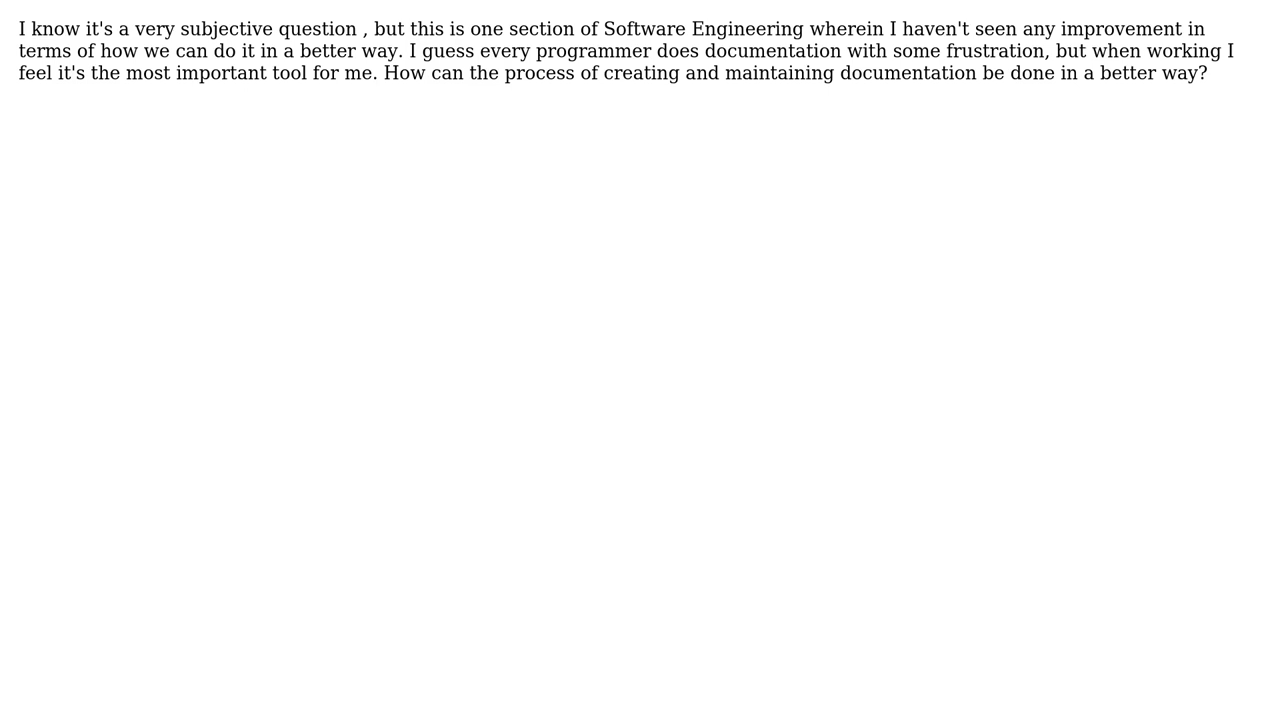 I know it's a very subjective question , but this is one section of Software Engineering wherein I haven't seen any improvement in
terms of how we can do it in a better way. I guess every programmer does documentation with some frustration, but when working I
feel it's the most important tool for me. How can the process of creating and maintaining documentation be done in a better way?